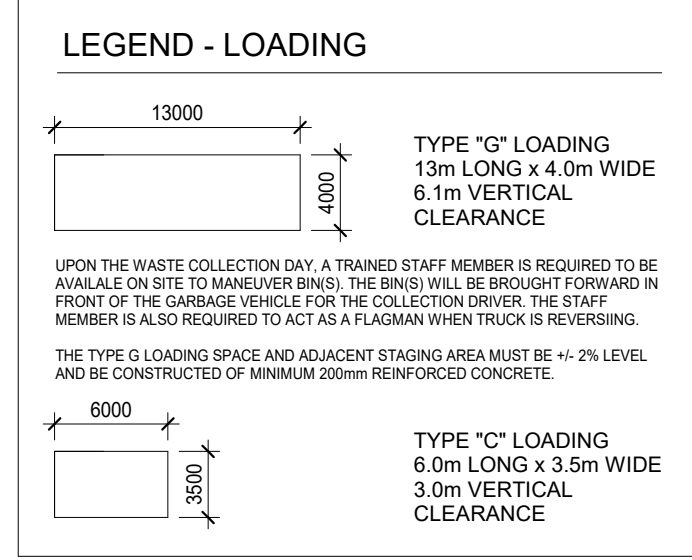 LEGEND - LOADING
13000
4000
TYPE "G" LOADING
13m LONG x 4.0m WIDE
6.1m VERTICAL
CLEARANCE
UPON THE WASTE COLLECTION DAY, A TRAINED STAFF MEMBER IS REQUIRED TO BE
AVAILALE ON SITE TO MANEUVER BIN(S). THE BIN(S) WILL BE BROUGHT FORWARD IN
FRONT OF THE GARBAGE VEHICLE FOR THE COLLECTION DRIVER. THE STAFF
MEMBER IS ALSO REQUIRED TO ACT AS A FLAGMAN WHEN TRUCK IS REVERSIING.
THE TYPE G LOADING SPACE AND ADJACENT STAGING AREA MUST BE +/- 2% LEVEL
AND BE CONSTRUCTED OF MINIMUM 200mm REINFORCED CONCRETE.
6000
3500
TYPE "C" LOADING
6.0m LONG x 3.5m WIDE
3.0m VERTICAL
CLEARANCE